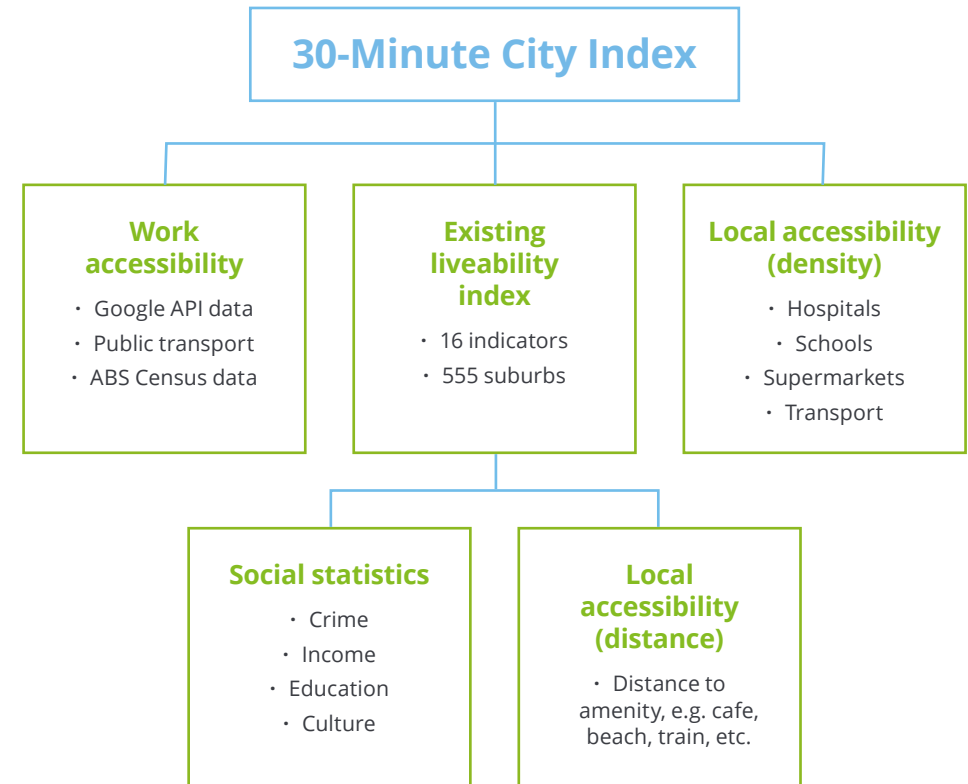 30-Minute City Index
Work
accessibility
· Google API data
· Public transport
· ABS Census data
Existing
liveability
index
· 16 indicators
· 555 suburbs
Local accessibility
(density)
· Hospitals
· Schools
· Supermarkets
· Transport
Social statistics
· Crime
· Income
· Education
· Culture
Local
accessibility
(distance)
· Distance to
amenity, e.g. cafe,
beach, train, etc.